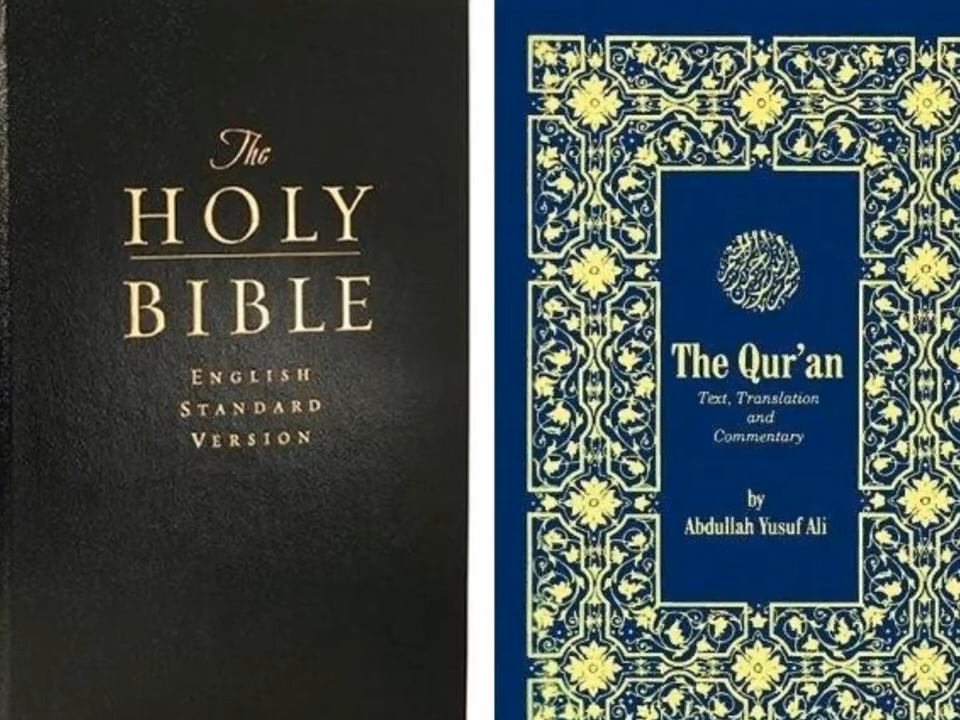 The
HOLY
BIBLE
ENGLISH
STANDARD
VERSION
The Qur'an
Text, Translation
and
Commentary
by
Abdullah Yusuf Ali